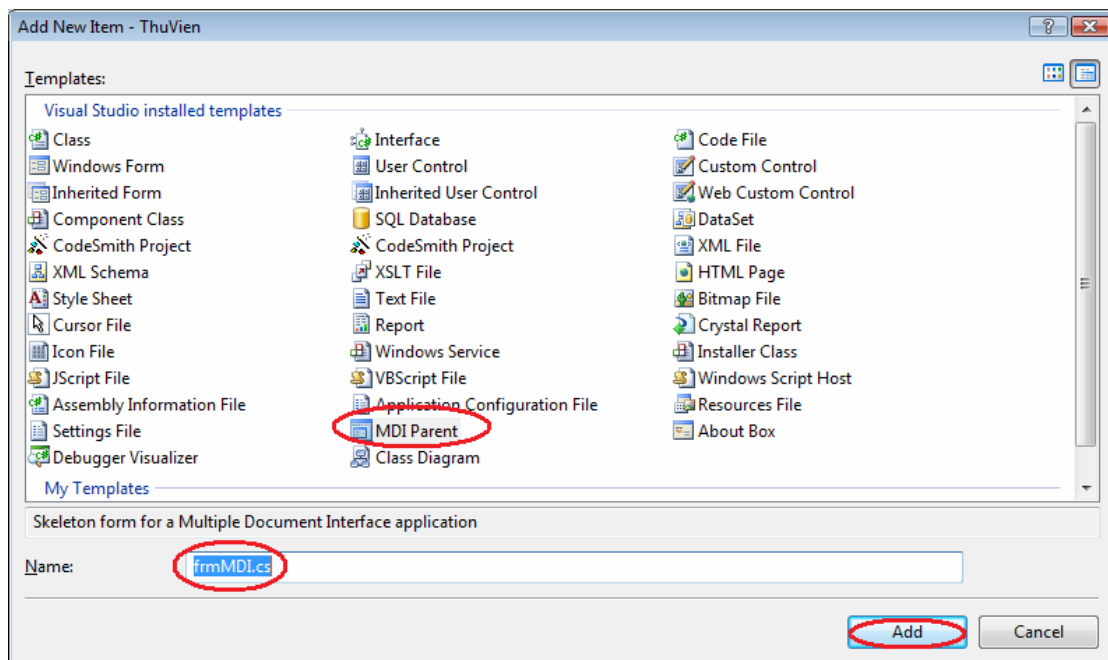 Add New Item - ThuVien
Templates:
Visual Studio installed templates
Class Interface Code File
Windows Form User Control Custom Control
Inherited Form Inherited User Control Web Custom Control
Component Class SQL Database DataSet
CodeSmith Project CodeSmith Project XML File
XML Schema XSLT File HTML Page
Style Sheet Text File Bitmap File
Cursor File Report Crystal Report
Icon File Windows Service Installer Class
JScript File VBScript File Windows Script Host
Assembly Information File Application Configuration File Resources File
Settings File MDI Parent About Box
Debugger Visualizer Class Diagram
My Templates
Skeleton form for a Multiple Document Interface application
Name: frmMDI.cs
Add Cancel